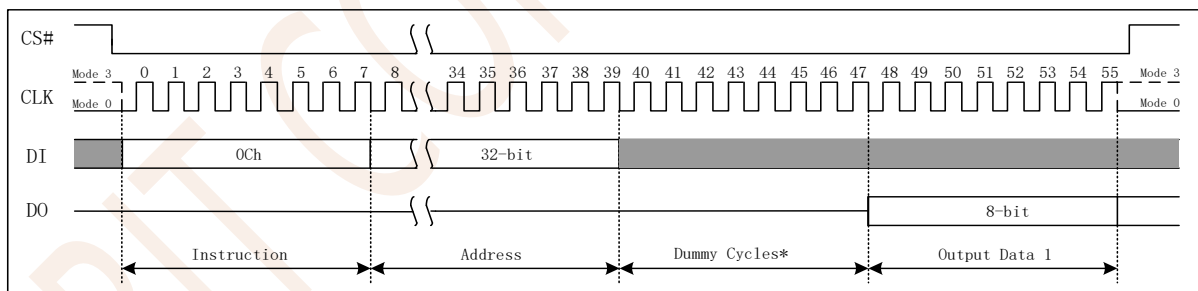 CS#
Mode 3 0 1 2 3 4 5 6 7 8 34 35 36 37 38 39 40 41 42 43 44 45 46 47 48 49 50 51 52 53 54 55 Mode 3
CLK
Mode 0 Mode 0
DI 0Ch 32-bit
DO 8-bit
Instruction Address Dummy Cycles* Output Data 1